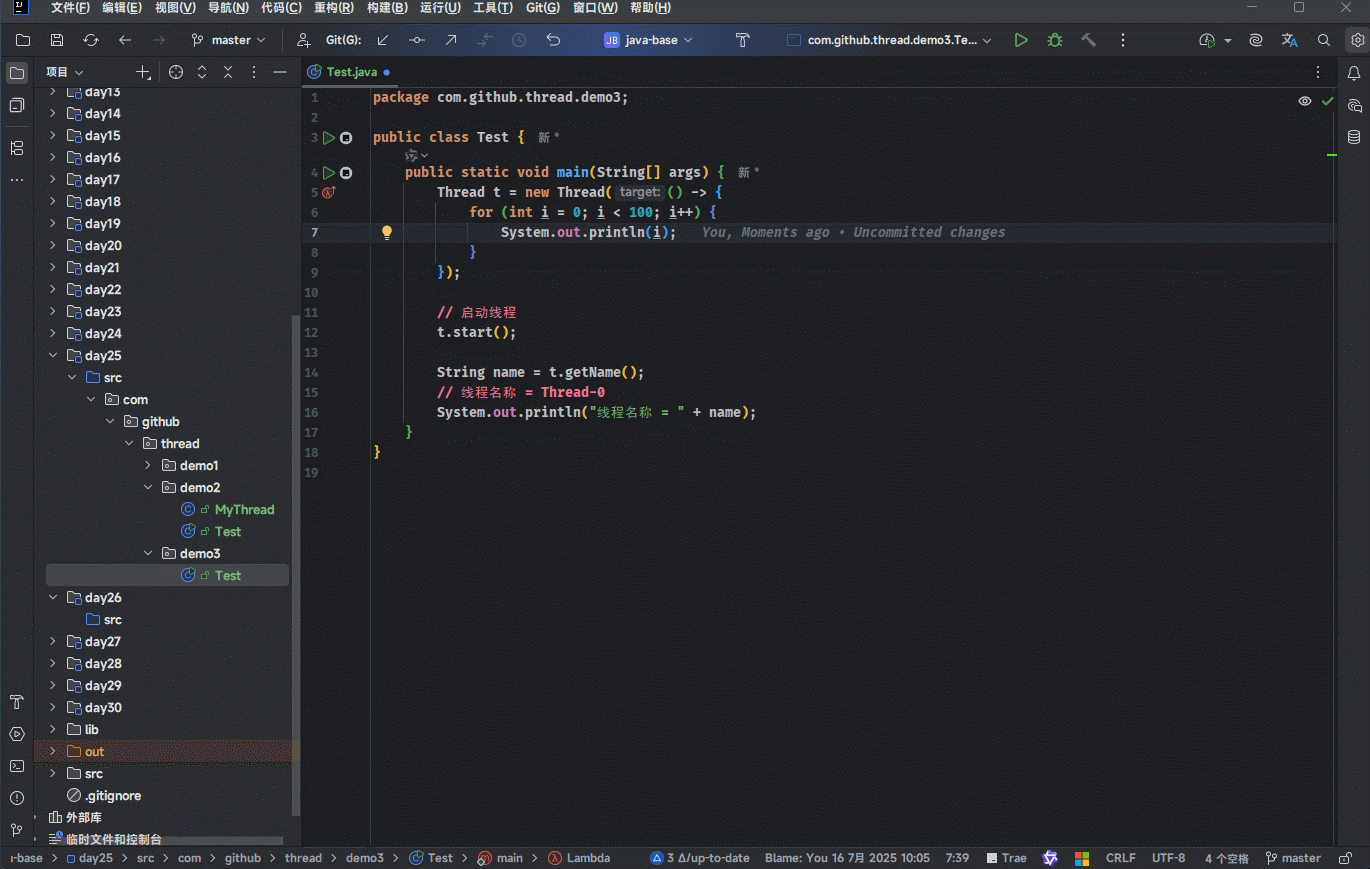 文件(F) 编辑(E) 视图(V) 导航(N) 代码(C) 重构(R) 构建(B) 运行(U) 工具(T) Git(G) 窗口(W) 帮助(H)
master Git(G): JB java-base com.github.thread.demo3.Te...
项目
Test.java
day13
day14
day15
day16
day17
day18
day19
day20
day21
day22
day23
day24
day25
src
com
github
thread
demo1
demo2
MyThread
Test
demo3
Test
day26
src
day27
day28
day29
day30
lib
out
src
.gitignore
外部库
临时文件和控制台
1 package com.github.thread.demo3;
2
3 public class Test { 新 *
4 public static void main(String[] args) { 新 *
5 Thread t = new Thread( target: () -> {
6 for (int i = 0; i < 100; i++) {
7 System.out.println(i); You, Moments ago • Uncommitted changes
8 }
9 });
10
11 // 启动线程
12 t.start();
13
14 String name = t.getName();
15 // 线程名称 = Thread-0
16 System.out.println("线程名称 = " + name);
17 }
18 }
19
ı-base > day25 > src > com > github > thread > demo3 > Test > main > Lambda 3 Δ/up-to-date Blame: You 16 7月 2025 10:05 7:39 Trae CRLF UTF-8 4 个空格 master